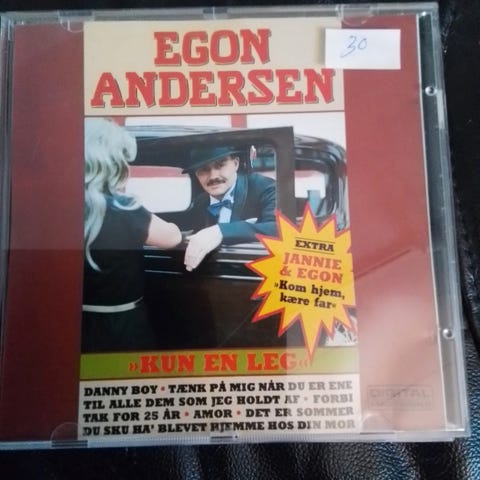 EGON
ANDERSEN
30
EXTRA
JANNIE
& EGON
»Kom hjem,
kære far«
»KUN EN LEG«
DANNY BOY • TÆNK PÅ MIG NÅR DU ER ENE
TIL ALLE DEM SOM JEG HOLDT AF • FORBI
TAK FOR 25 ÅR • AMOR • DET ER SOMMER
DU SKU HA' BLEVET HJEMME HOS DIN MOR
DIGITAL